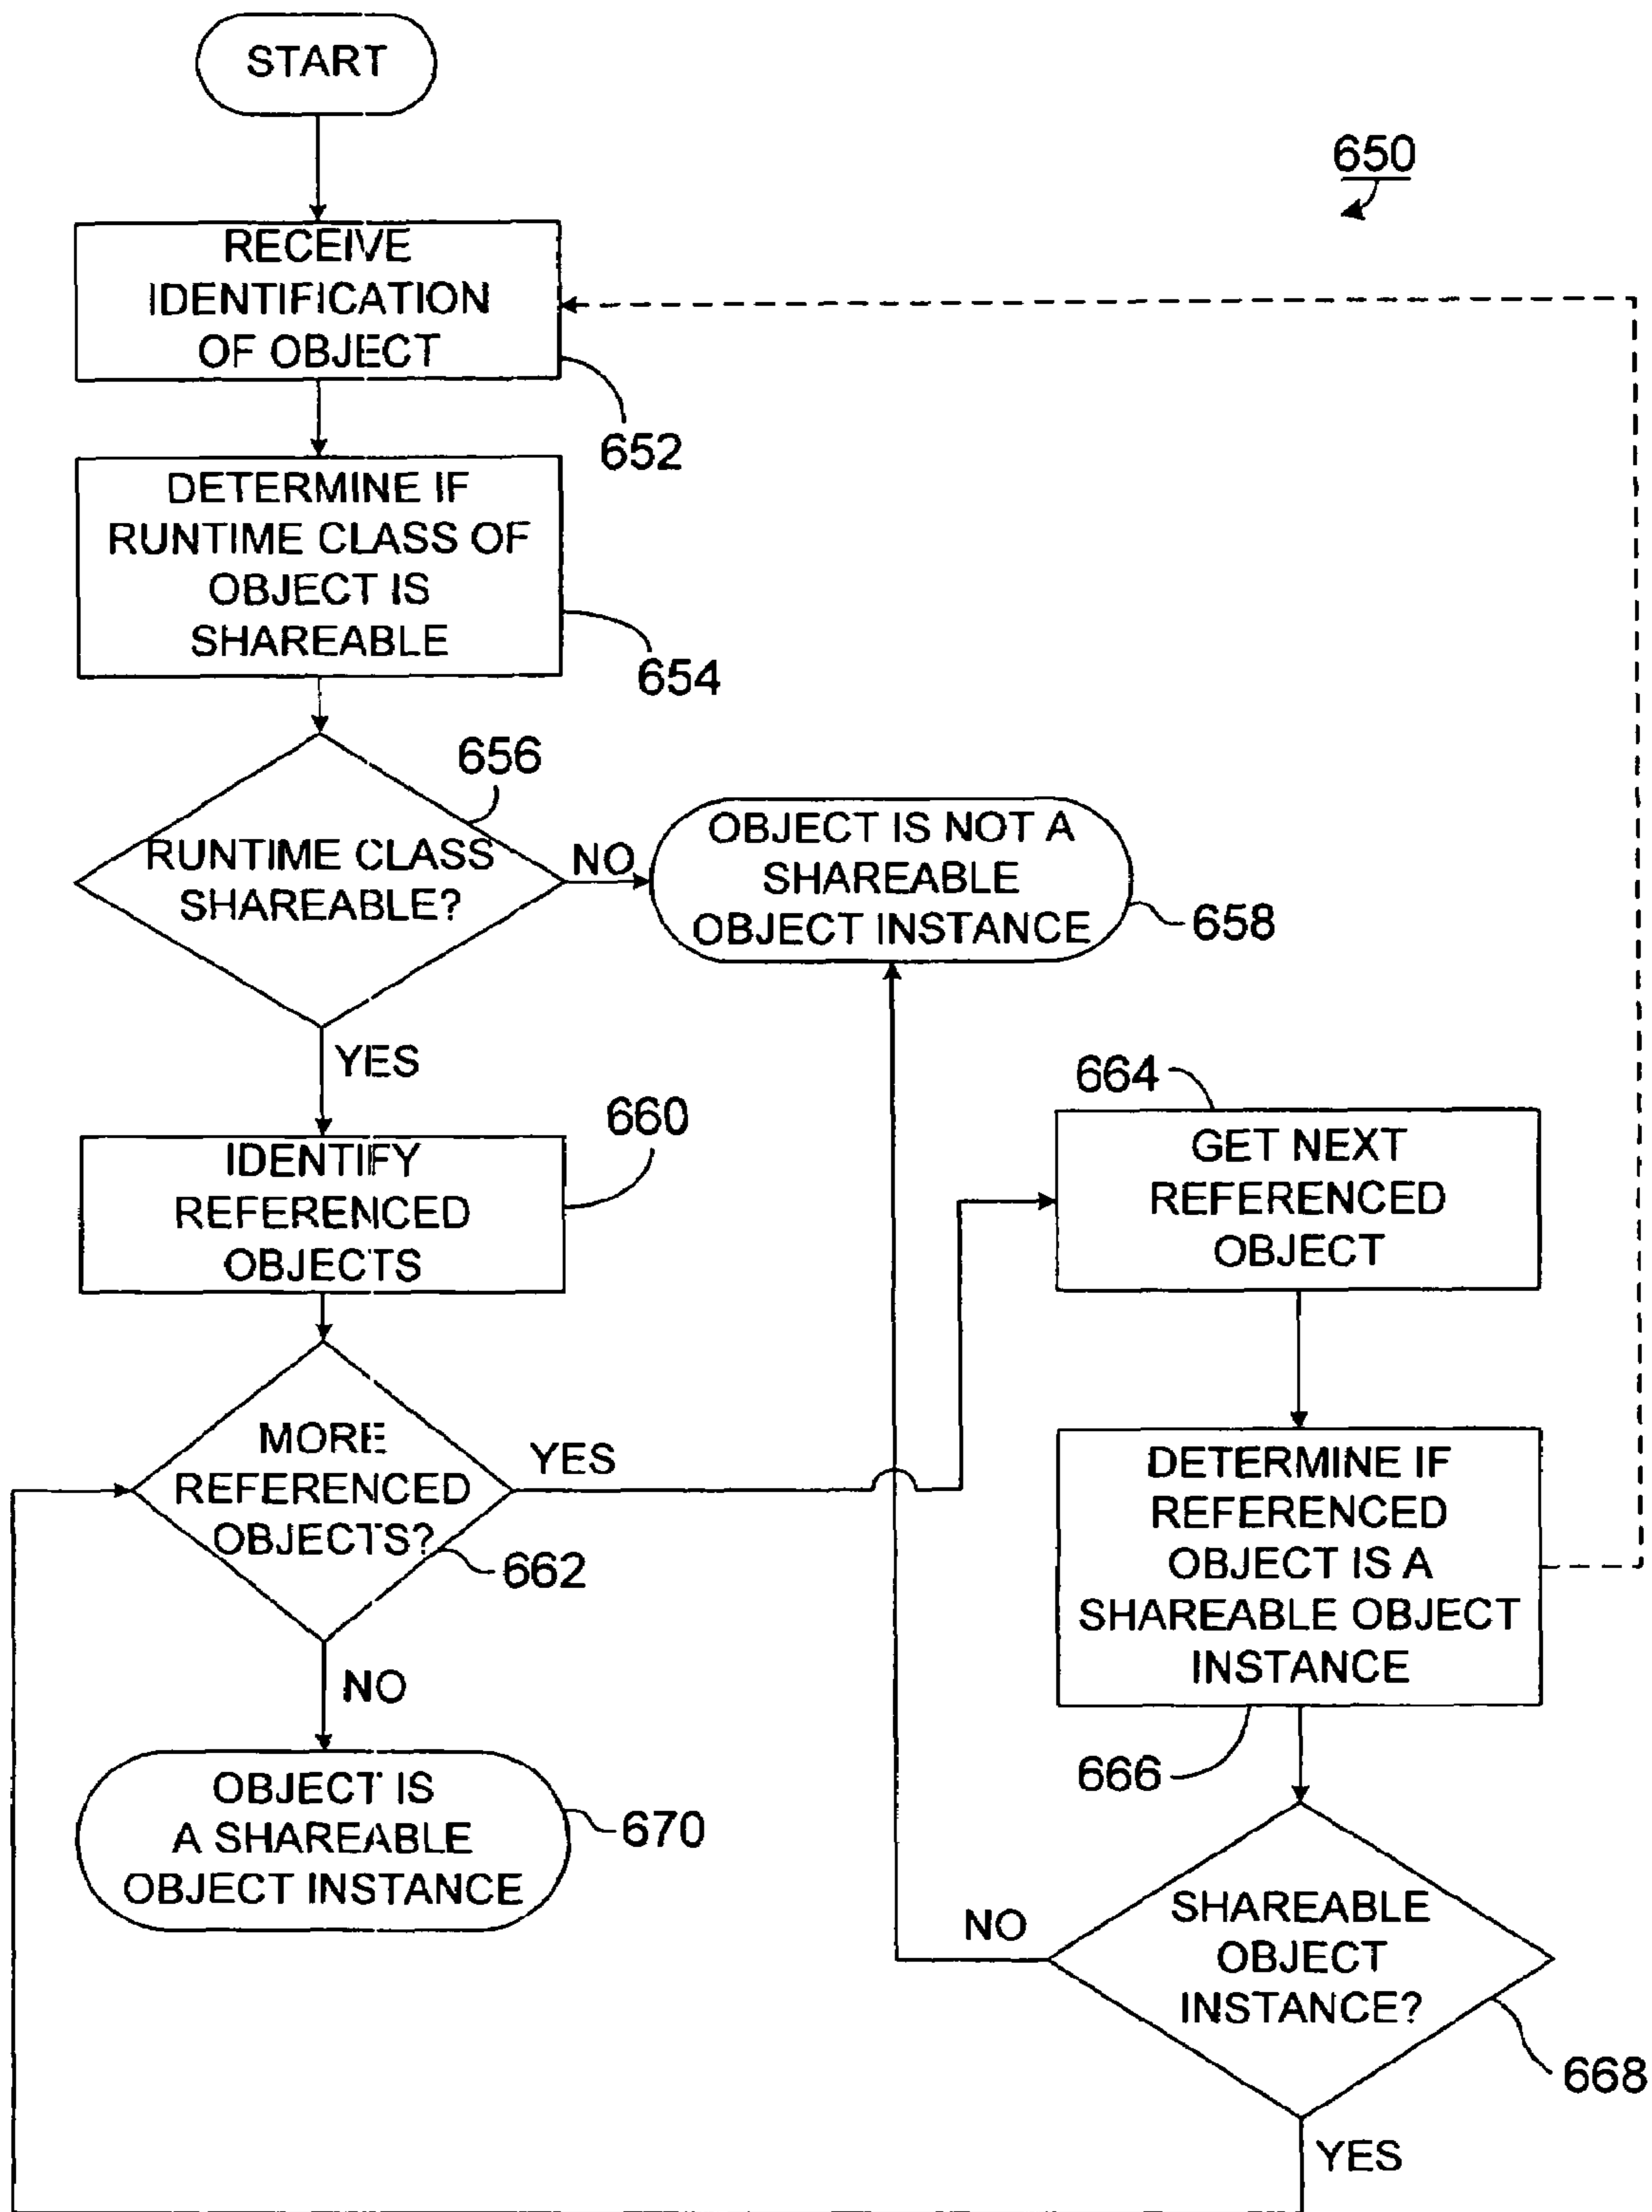 START
650
RECEIVE
IDENTIFICATION
OF OBJECT
652
DETERMINE IF
RUNTIME CLASS OF
OBJECT IS
SHAREABLE
654
656
RUNTIME CLASS
SHAREABLE?
NO
OBJECT IS NOT A
SHAREABLE
OBJECT INSTANCE
658
YES
660
IDENTIFY
REFERENCED
OBJECTS
664
GET NEXT
REFERENCED
OBJECT
MORE
REFERENCED
OBJECTS?
662
YES
DETERMINE IF
REFERENCED
OBJECT IS A
SHAREABLE OBJECT
INSTANCE
666
NO
OBJECT IS
A SHAREABLE
OBJECT INSTANCE
670
SHAREABLE
OBJECT
INSTANCE?
NO
668
YES